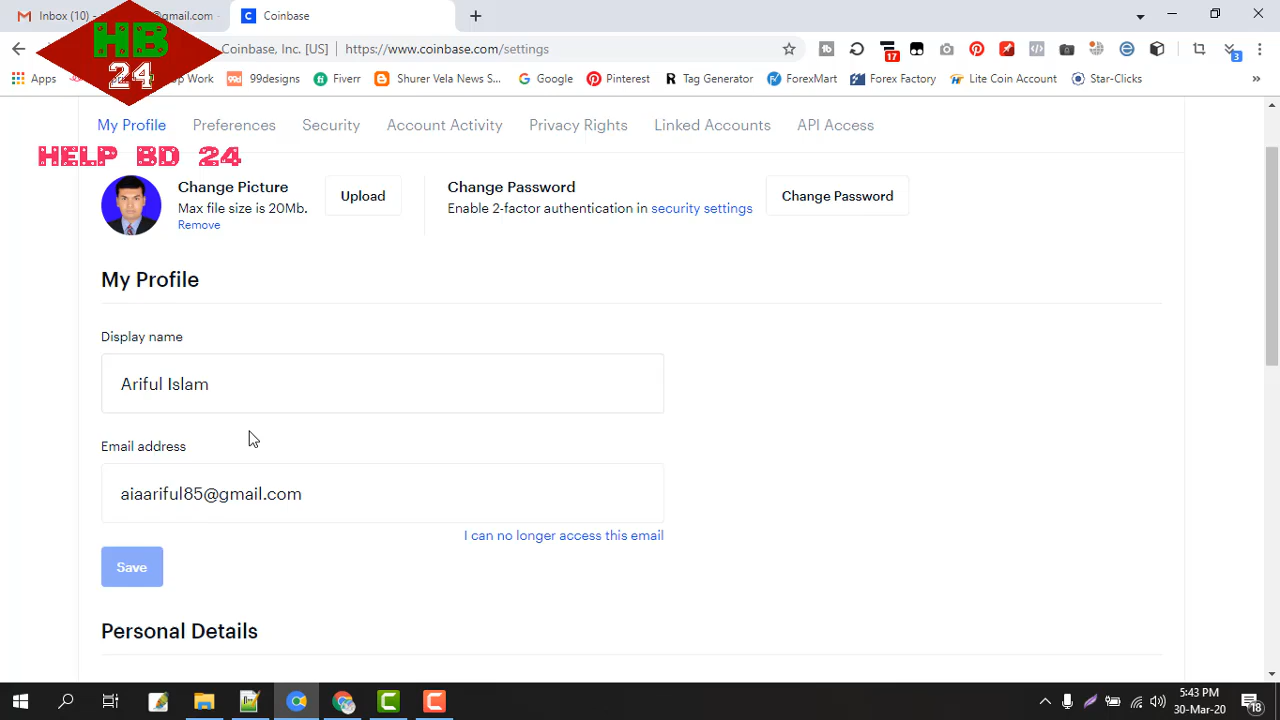 Inbox (10) - @gmail.com
Coinbase
HB
24
Coinbase, Inc. [US] | https://www.coinbase.com/settings
17
3
Apps
Work
99designs
Fiverr
Shurer Vela News S...
Google
Pinterest
Tag Generator
ForexMart
Forex Factory
Lite Coin Account
Star-Clicks
»
My Profile
Preferences
Security
Account Activity
Privacy Rights
Linked Accounts
API Access
HELP BD 24
Change Picture
Max file size is 20Mb.
Remove
Upload
Change Password
Enable 2-factor authentication in security settings
Change Password
My Profile
Display name
Ariful Islam
Email address
aiaariful85@gmail.com
I can no longer access this email
Save
Personal Details
5:43 PM
30-Mar-20
18